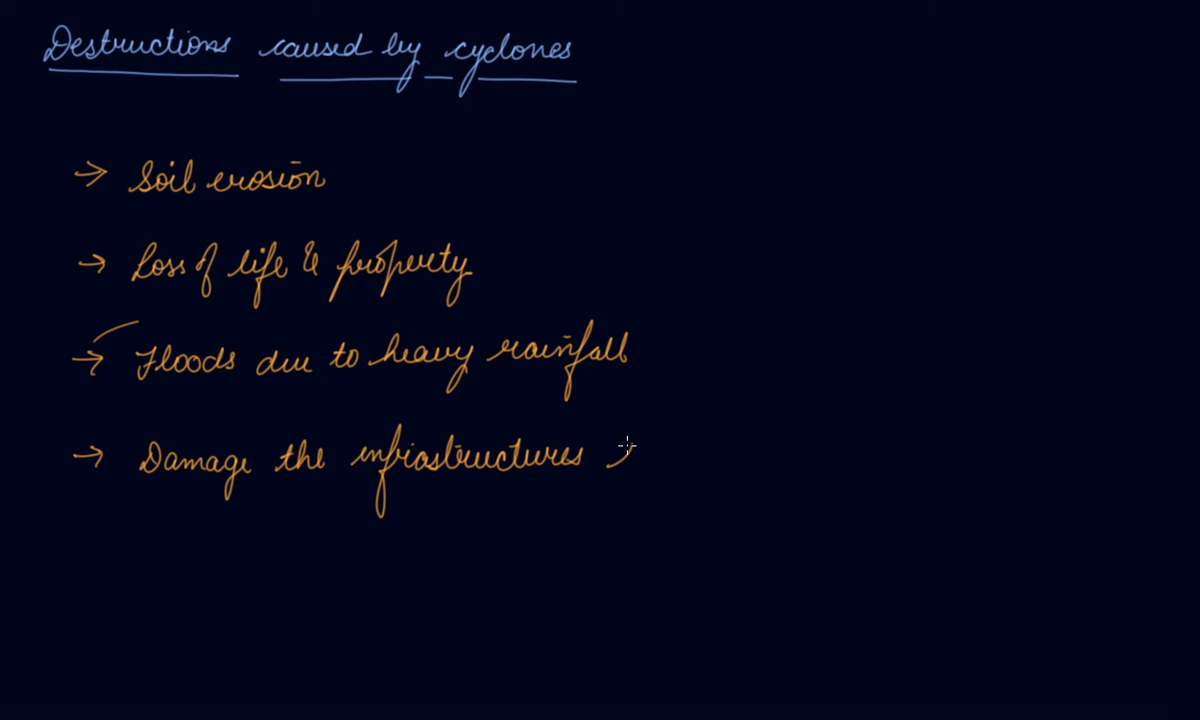 Destructions caused by cyclones
→ Soil erosion
→ Loss of life & property
→ Floods due to heavy rainfall
→ Damage the infrastructures